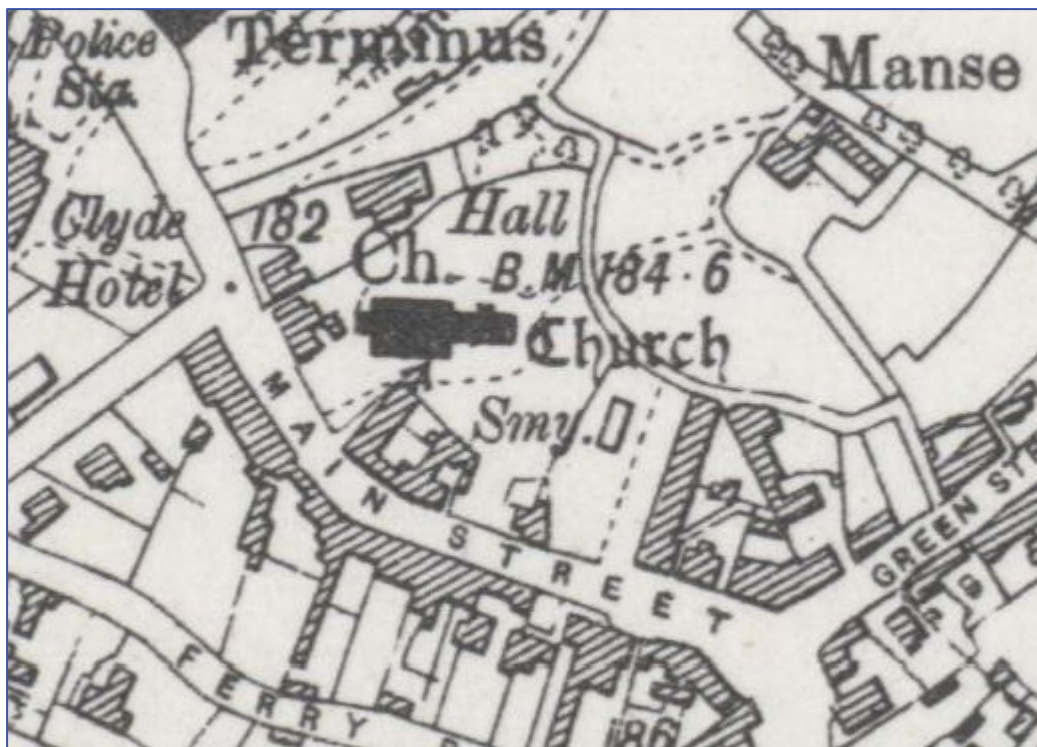 Police
Sta.
Terminus
Manse
Clyde
Hotel
182
Hall
Ch.
B.M. 184·6
Church
Smy.
MAIN STREET
GREEN ST
FERRY
186